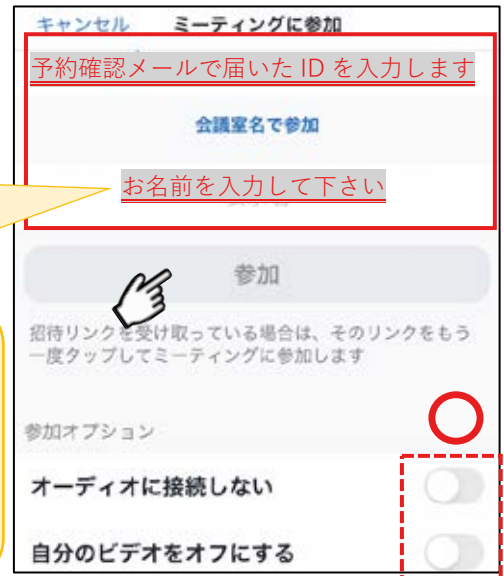 キャンセル ミーティングに参加
予約確認メールで届いた ID を入力します
会議室名で参加
お名前を入力して下さい
参加
招待リンクを受け取っている場合は、そのリンクをもう
一度タップしてミーティングに参加します
参加オプション
オーディオに接続しない
自分のビデオをオフにする